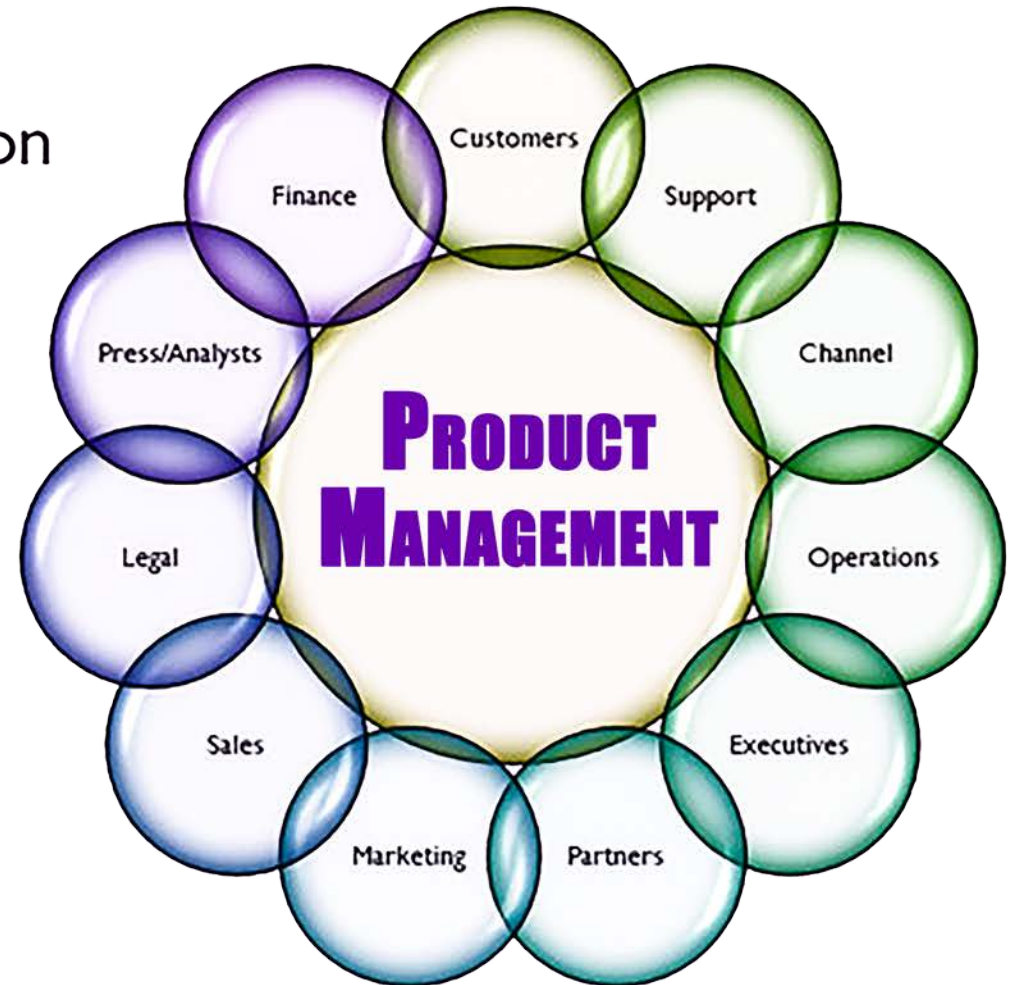 on
Customers
Finance
Support
Press/Analysts
Channel
PRODUCT
MANAGEMENT
Legal
Operations
Sales
Executives
Marketing
Partners